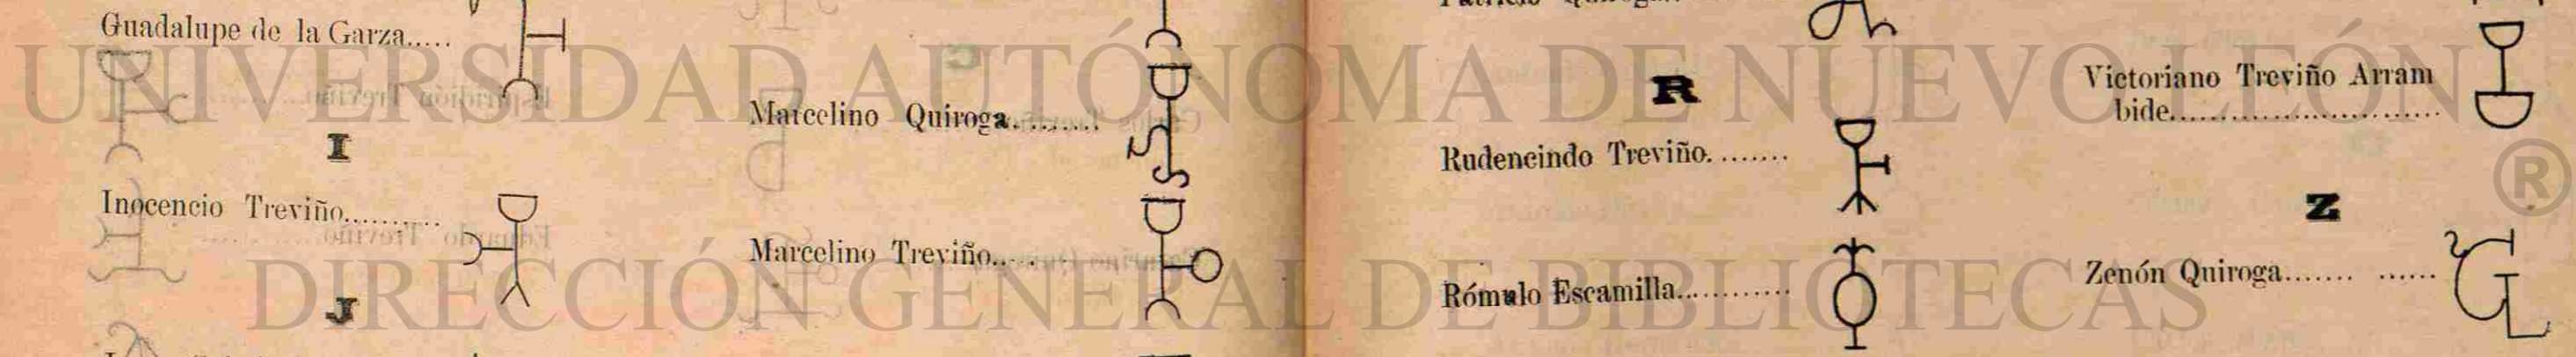 Guadalupe de la Garza.....
I
Inocencio Treviño..........
J
Marcelino Quiroga. ........
Marcelino Treviño.....
R
Rudencindo Treviño. .......
Rómulo Escamilla............
Victoriano Treviño Arram
bide..........................
Z
Zenón Quiroga....... ......
UNIVERSIDAD AUTÓNOMA DE NUEVO LEÓN
®
DIRECCIÓN GENERAL DE BIBLIOTECAS